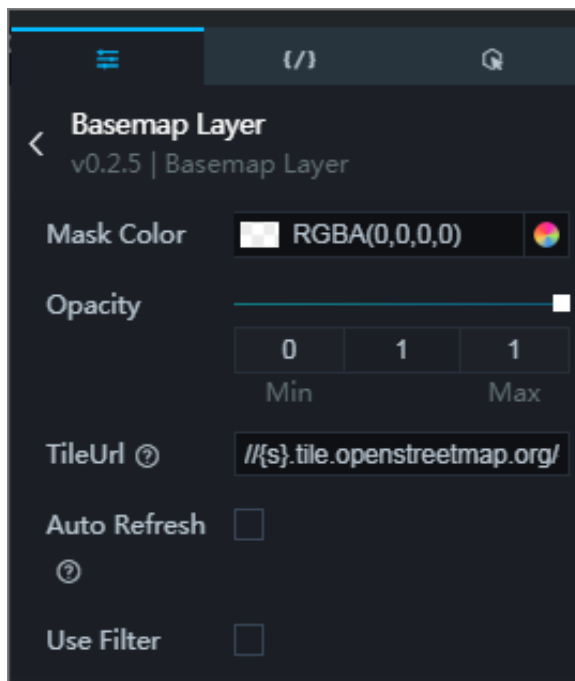 {/}
Basemap Layer
v0.2.5 | Basemap Layer
Mask Color RGBA(0,0,0,0)
Opacity
0 1 1
Min Max
TileUrl ? //{s}.tile.openstreetmap.org/
Auto Refresh
?
Use Filter